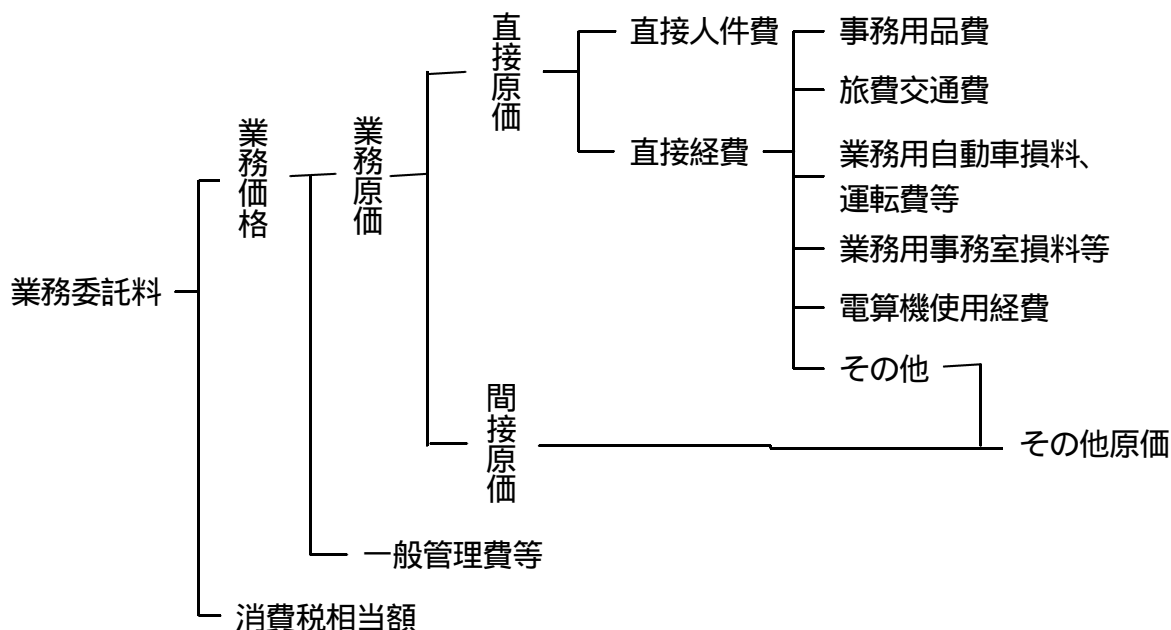 業務委託料
業務価格
業務原価
直接原価
直接人件費
直接経費
事務用品費
旅費交通費
業務用自動車損料、
運転費等
業務用事務室損料等
電算機使用経費
その他
間接原価
その他原価
一般管理費等
消費税相当額